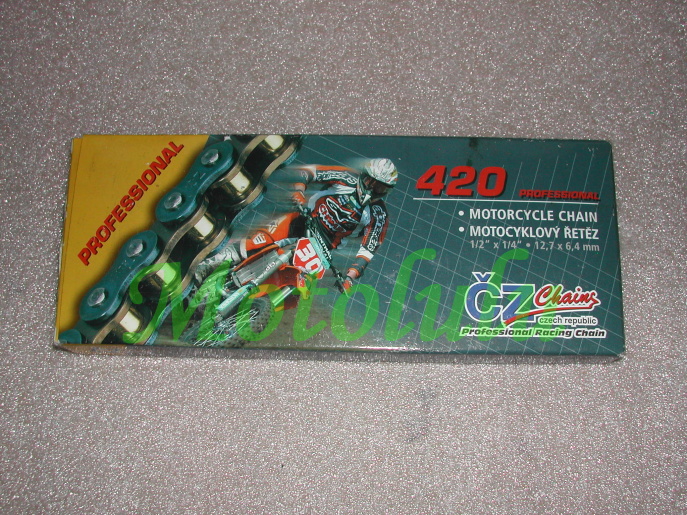 PROFESSIONAL
420 PROFESSIONAL
• MOTORCYCLE CHAIN
• MOTOCYKLOVÝ ŘETĚZ
1/2" x 1/4" • 12,7 x 6,4 mm
30
ČZ Chains
czech republic
Professional Racing Chain